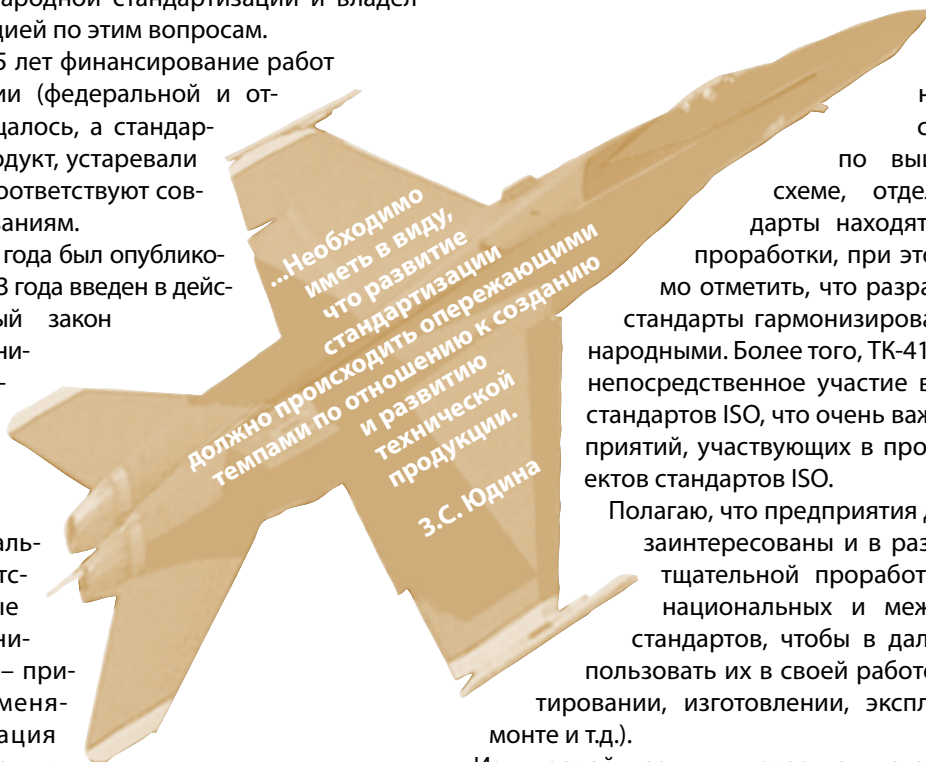 ародной стандартизации и владел
цией по этим вопросам.
5 лет финансирование работ
ии (федеральной и от-
щалось, а стандар-
одукт, устаревали
оответствуют сов-
аниям.
года был опублико-
3 года введен в дейс-
ый закон
ни-
-
аль-
тс-
ые
ни-
– при-
меня-
ация
...Необходимо
иметь в виду,
что развитие
стандартизации
должно происходить опережающими
темпами по отношению к созданию
и развитию
технической
продукции.
З.С. Юдина
н
с
по выш
схеме, отдел
дарты находят
проработки, при это
мо отметить, что разра
стандарты гармонизирова
народными. Более того, ТК-41
непосредственное участие в
стандартов ISO, что очень важ
приятий, участвующих в про
ектов стандартов ISO.
Полагаю, что предприятия д
заинтересованы и в раз
тщательной проработ
национальных и меж
стандартов, чтобы в дал
пользовать их в своей работе
тировании, изготовлении, экспл
монте и т.д.).